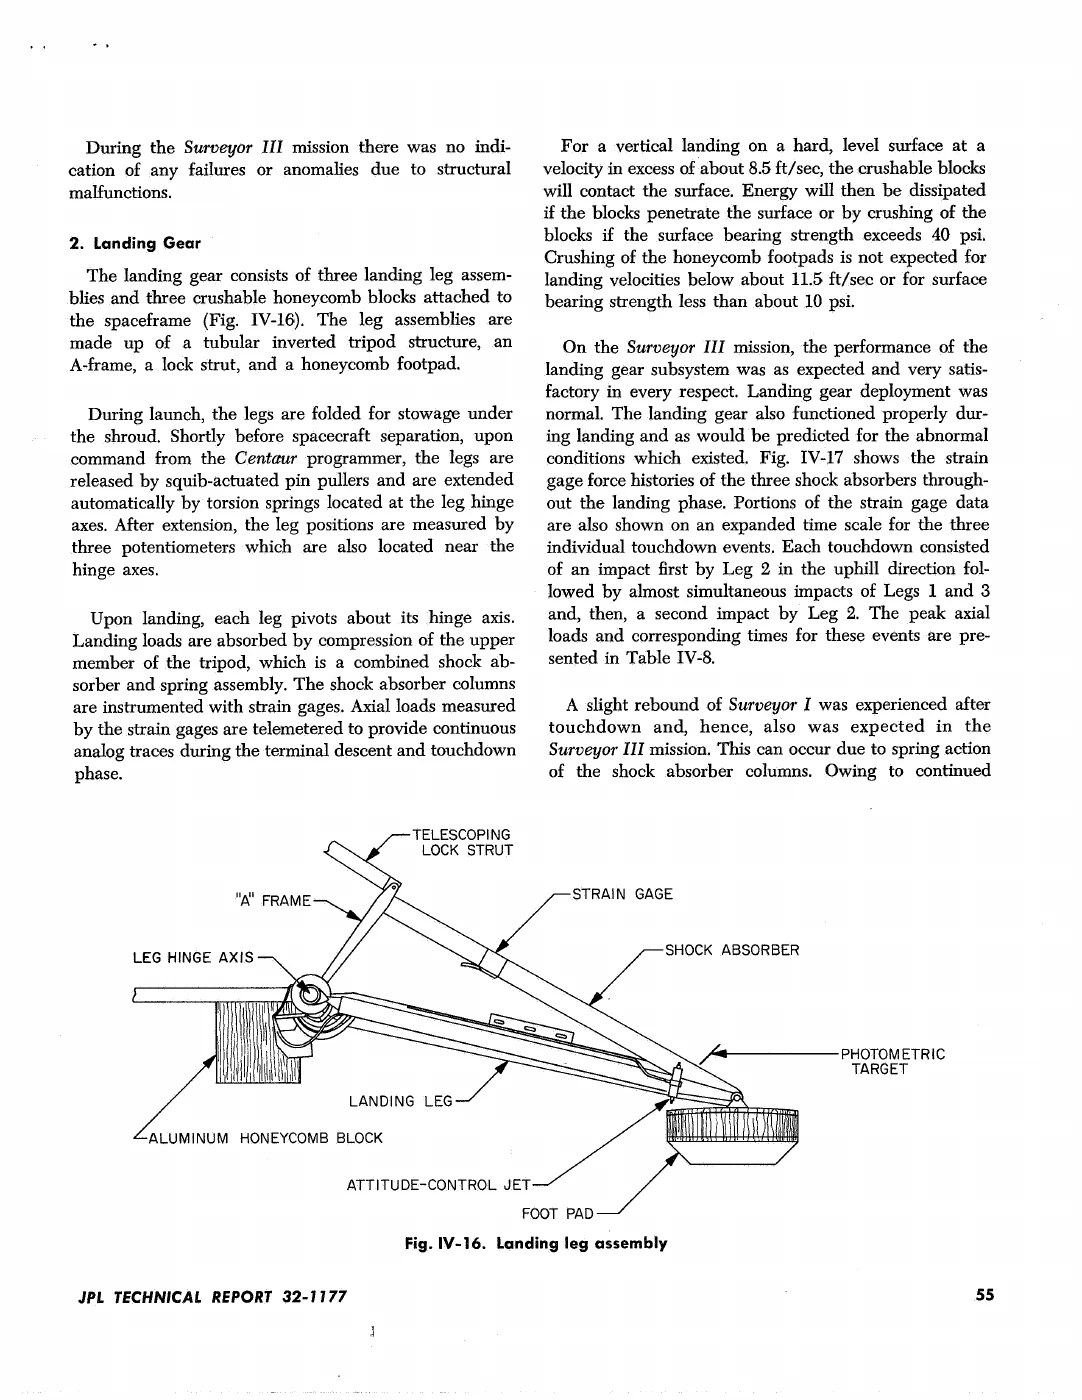 During the Surveyor III mission there was no indi-
cation of any failures or anomalies due to structural
malfunctions.
2. Landing Gear
The landing gear consists of three landing leg assem-
blies and three crushable honeycomb blocks attached to
the spaceframe (Fig. IV-16). The leg assemblies are
made up of a tubular inverted tripod structure, an
A-frame, a lock strut, and a honeycomb footpad.
During launch, the legs are folded for stowage under
the shroud. Shortly before spacecraft separation, upon
command from the Centaur programmer, the legs are
released by squib-actuated pin pullers and are extended
automatically by torsion springs located at the leg hinge
axes. After extension, the leg positions are measured by
three potentiometers which are also located near the
hinge axes.
Upon landing, each leg pivots about its hinge axis.
Landing loads are absorbed by compression of the upper
member of the tripod, which is a combined shock ab-
sorber and spring assembly. The shock absorber columns
are instrumented with strain gages. Axial loads measured
by the strain gages are telemetered to provide continuous
analog traces during the terminal descent and touchdown
phase.
For a vertical landing on a hard, level surface at a
velocity in excess of about 8.5 ft/sec, the crushable blocks
will contact the surface. Energy will then be dissipated
if the blocks penetrate the surface or by crushing of the
blocks if the surface bearing strength exceeds 40 psi.
Crushing of the honeycomb footpads is not expected for
landing velocities below about 11.5 ft/sec or for surface
bearing strength less than about 10 psi.
On the Surveyor III mission, the performance of the
landing gear subsystem was as expected and very satis-
factory in every respect. Landing gear deployment was
normal. The landing gear also functioned properly dur-
ing landing and as would be predicted for the abnormal
conditions which existed. Fig. IV-17 shows the strain
gage force histories of the three shock absorbers through-
out the landing phase. Portions of the strain gage data
are also shown on an expanded time scale for the three
individual touchdown events. Each touchdown consisted
of an impact first by Leg 2 in the uphill direction fol-
lowed by almost simultaneous impacts of Legs 1 and 3
and, then, a second impact by Leg 2. The peak axial
loads and corresponding times for these events are pre-
sented in Table IV-8.
A slight rebound of Surveyor I was experienced after
touchdown and, hence, also was expected in the
Surveyor III mission. This can occur due to spring action
of the shock absorber columns. Owing to continued
TELESCOPING
LOCK STRUT
"A" FRAME
STRAIN GAGE
LEG HINGE AXIS
SHOCK ABSORBER
PHOTOMETRIC
TARGET
LANDING LEG
ALUMINUM HONEYCOMB BLOCK
ATTITUDE-CONTROL JET
FOOT PAD
Fig. IV-16. Landing leg assembly
JPL TECHNICAL REPORT 32-1177
55